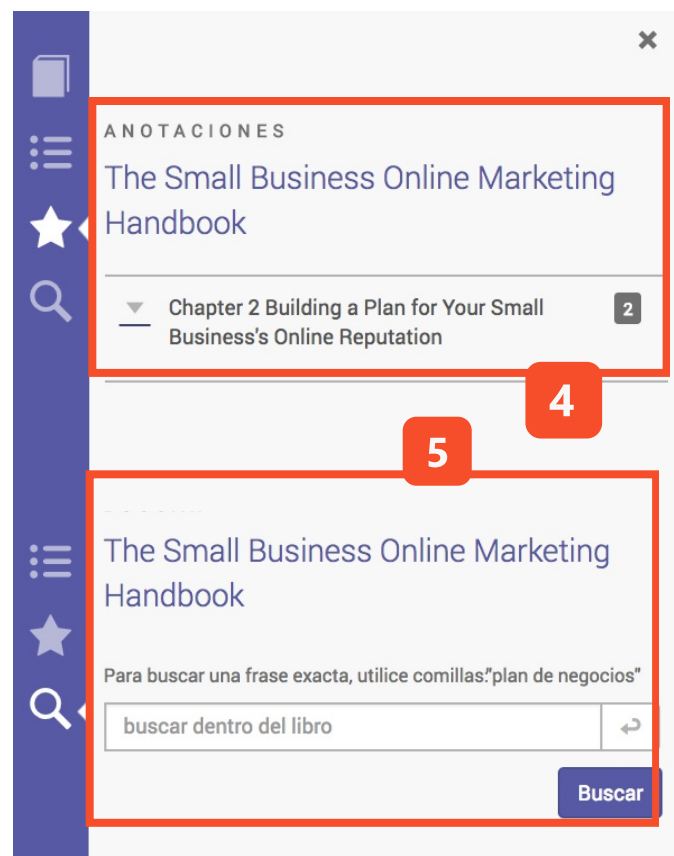 ANOTACIONES
The Small Business Online Marketing
Handbook
Chapter 2 Building a Plan for Your Small
Business's Online Reputation
2
4
5
The Small Business Online Marketing
Handbook
Para buscar una frase exacta, utilice comillas:"plan de negocios"
buscar dentro del libro
Buscar